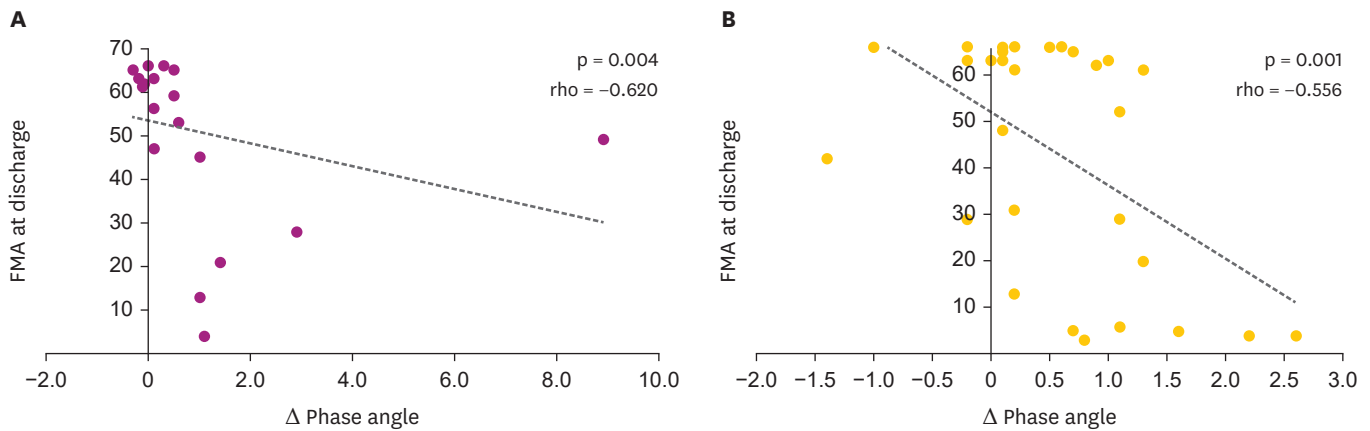 A
p = 0.004
rho = −0.620
FMA at discharge
70
60
50
40
30
20
10
−2.0 0 2.0 4.0 6.0 8.0 10.0
Δ Phase angle
B
p = 0.001
rho = −0.556
FMA at discharge
60
50
40
30
20
10
−2.0 −1.5 −1.0 −0.5 0 0.5 1.0 1.5 2.0 2.5 3.0
Δ Phase angle